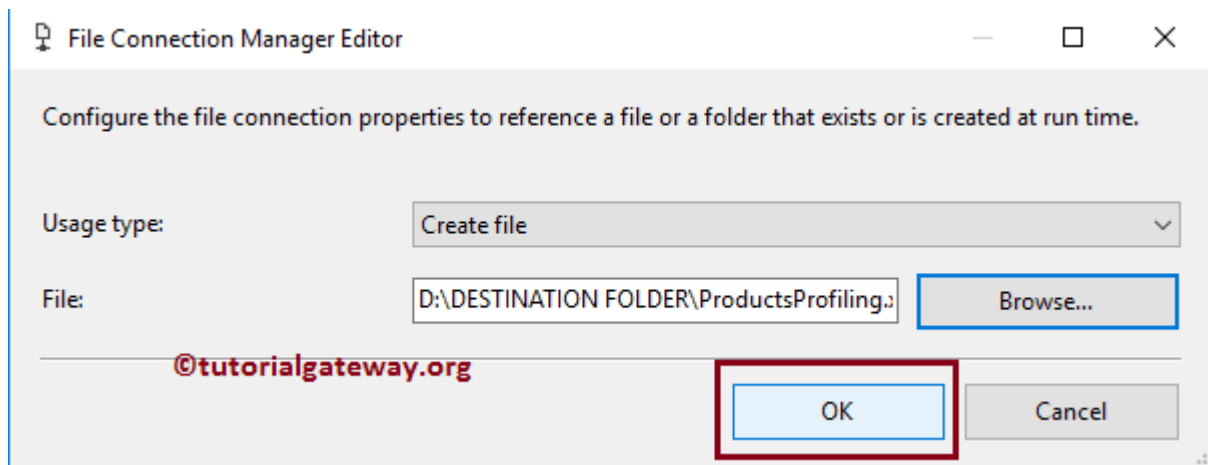 File Connection Manager Editor
Configure the file connection properties to reference a file or a folder that exists or is created at run time.
Usage type: Create file
File: D:\DESTINATION FOLDER\ProductsProfiling. Browse...
©tutorialgateway.org
OK Cancel